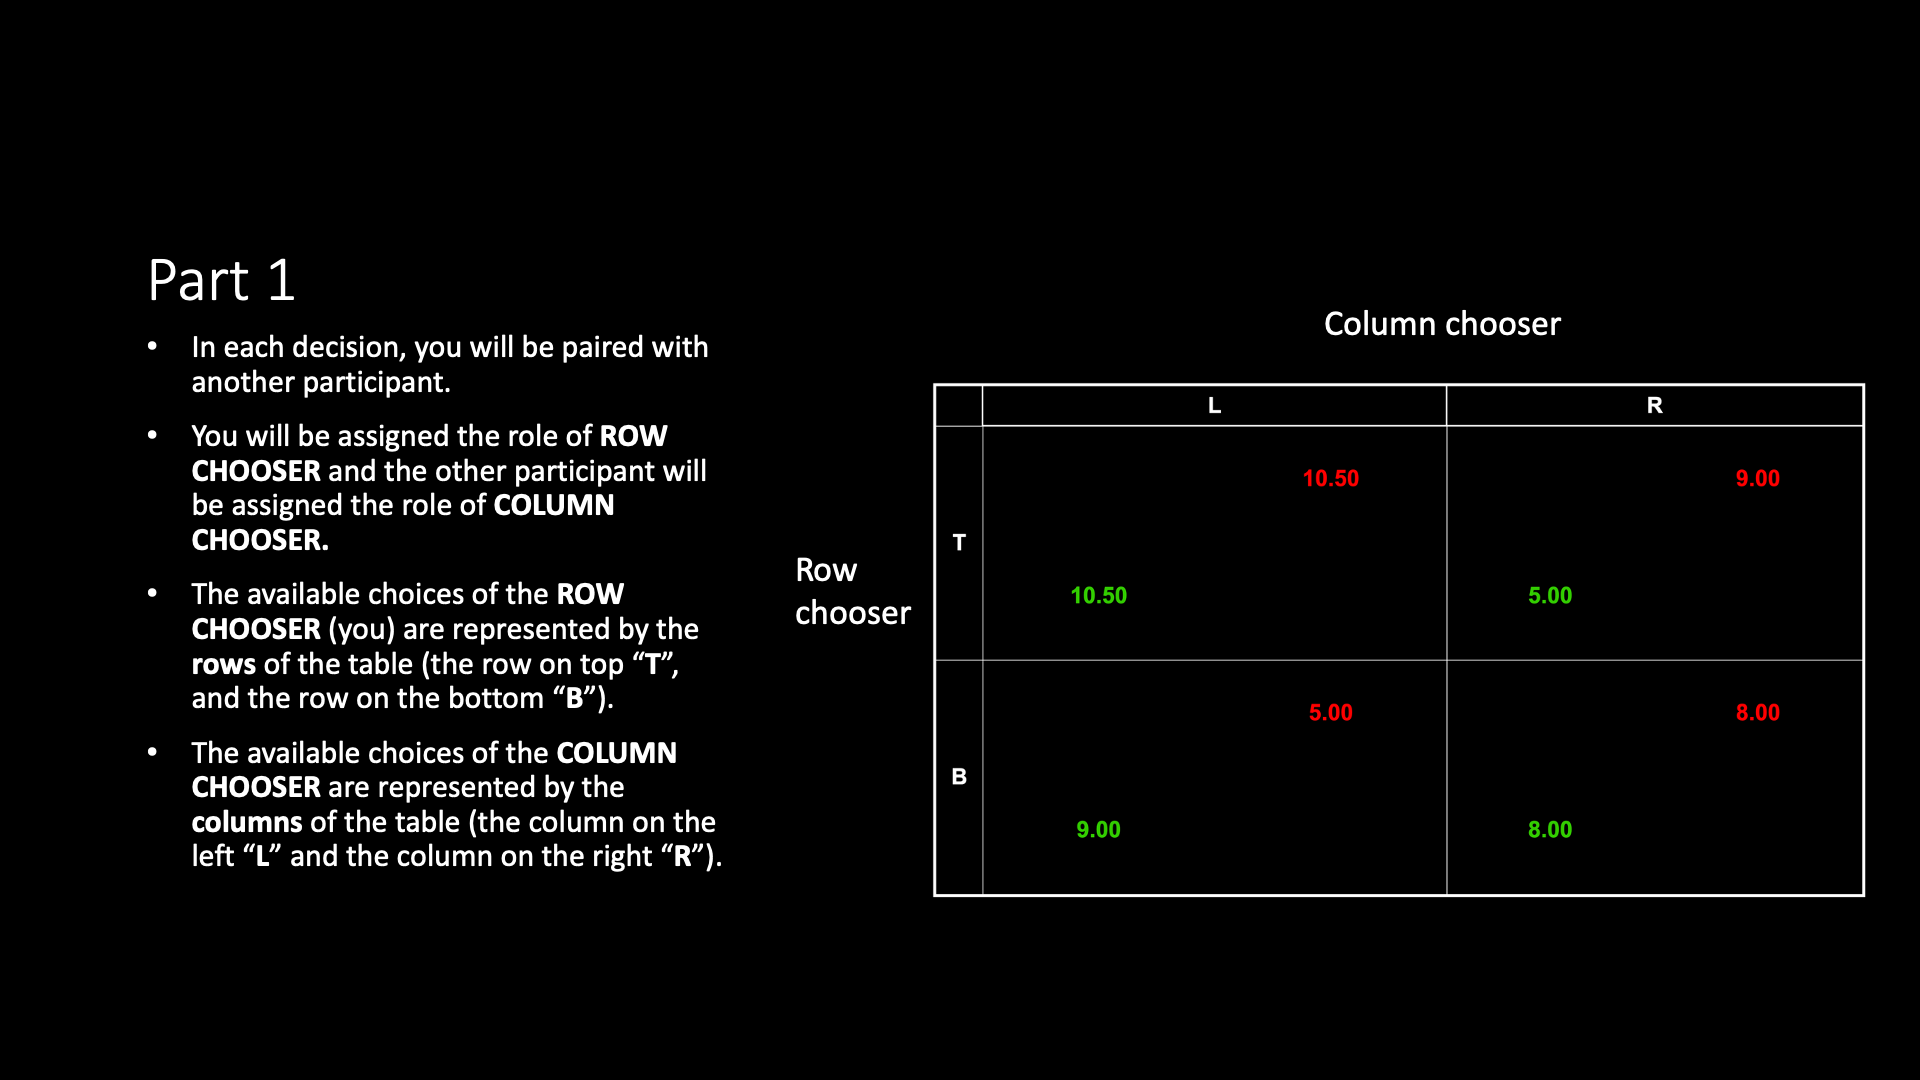 Part 1
• In each decision, you will be paired with
another participant.
• You will be assigned the role of ROW
CHOOSER and the other participant will
be assigned the role of COLUMN
CHOOSER.
• The available choices of the ROW
CHOOSER (you) are represented by the
rows of the table (the row on top “T”,
and the row on the bottom “B”).
• The available choices of the COLUMN
CHOOSER are represented by the
columns of the table (the column on the
left “L” and the column on the right “R”).
Column chooser
Row
chooser
L R
10.50 9.00
T
10.50 5.00
5.00 8.00
B
9.00 8.00